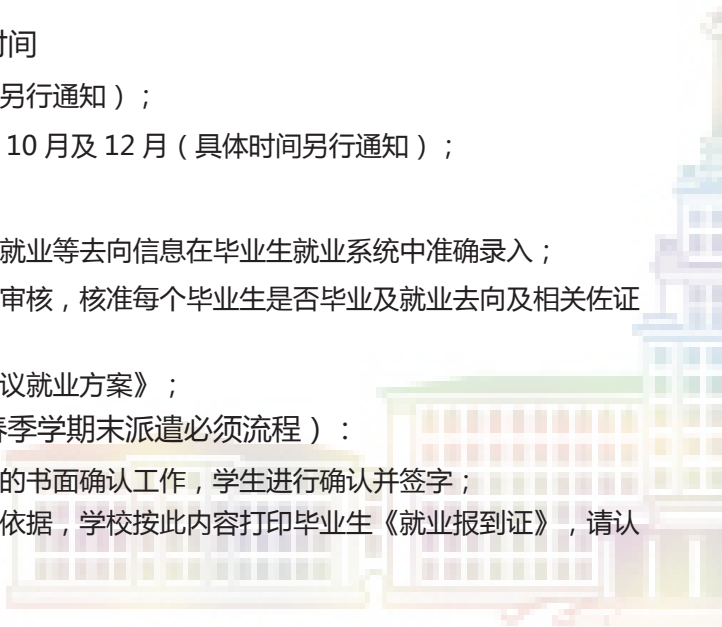 时间
另行通知）；
10 月及 12 月（具体时间另行通知）；
就业等去向信息在毕业生就业系统中准确录入；
审核，核准每个毕业生是否毕业及就业去向及相关佐证
议就业方案》；
季学期末派遣必须流程）：
的书面确认工作，学生进行确认并签字；
依据，学校按此内容打印毕业生《就业报到证》，请认